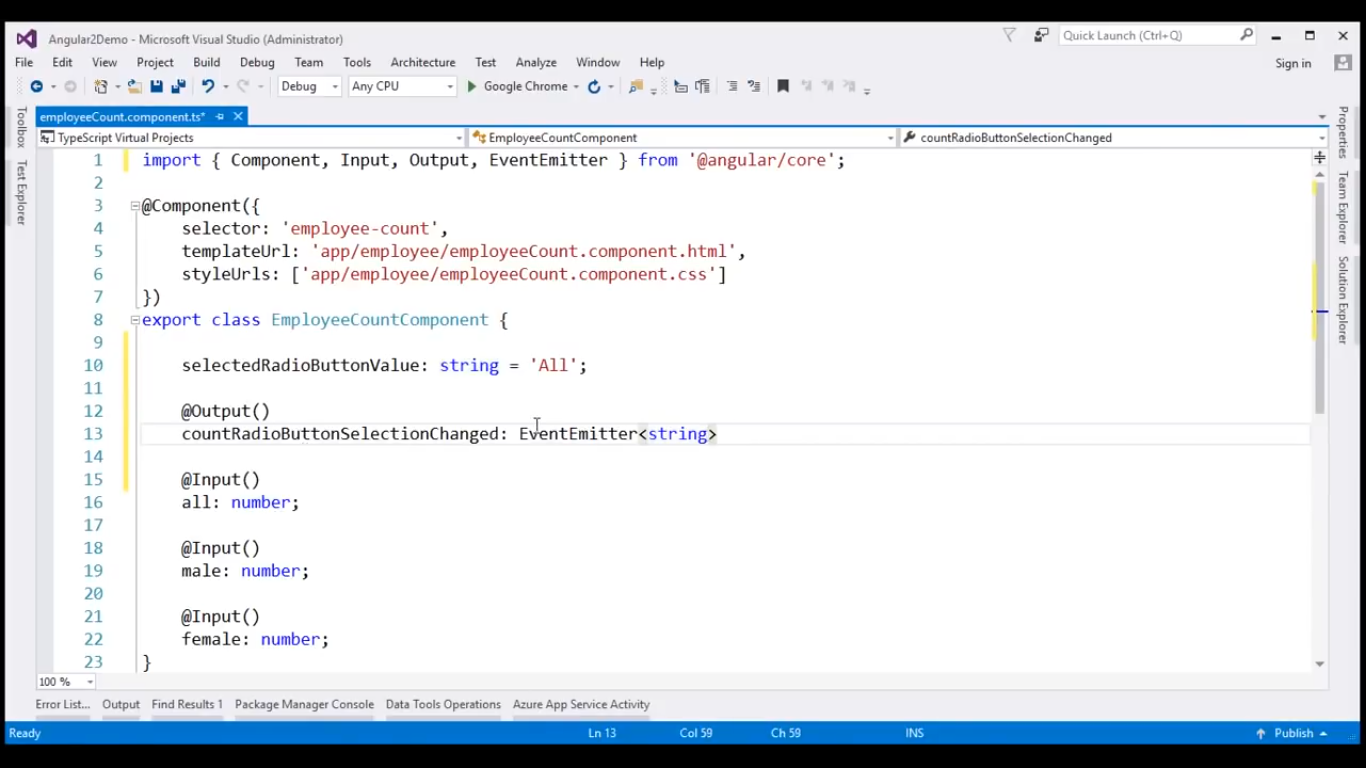 Angular2Demo - Microsoft Visual Studio (Administrator)
Quick Launch (Ctrl+Q)
File Edit View Project Build Debug Team Tools Architecture Test Analyze Window Help
Sign in
Debug Any CPU Google Chrome
employeeCount.component.ts*
TypeScript Virtual Projects EmployeeCountComponent countRadioButtonSelectionChanged
Toolbox
Test Explorer
1 import { Component, Input, Output, EventEmitter } from '@angular/core';
2
3 @Component({
4 selector: 'employee-count',
5 templateUrl: 'app/employee/employeeCount.component.html',
6 styleUrls: ['app/employee/employeeCount.component.css']
7 })
8 export class EmployeeCountComponent {
9
10 selectedRadioButtonValue: string = 'All';
11
12 @Output()
13 countRadioButtonSelectionChanged: EventEmitter<string>
14
15 @Input()
16 all: number;
17
18 @Input()
19 male: number;
20
21 @Input()
22 female: number;
23 }
Properties
Team Explorer
Solution Explorer
100 %
Error List... Output Find Results 1 Package Manager Console Data Tools Operations Azure App Service Activity
Ready Ln 13 Col 59 Ch 59 INS Publish